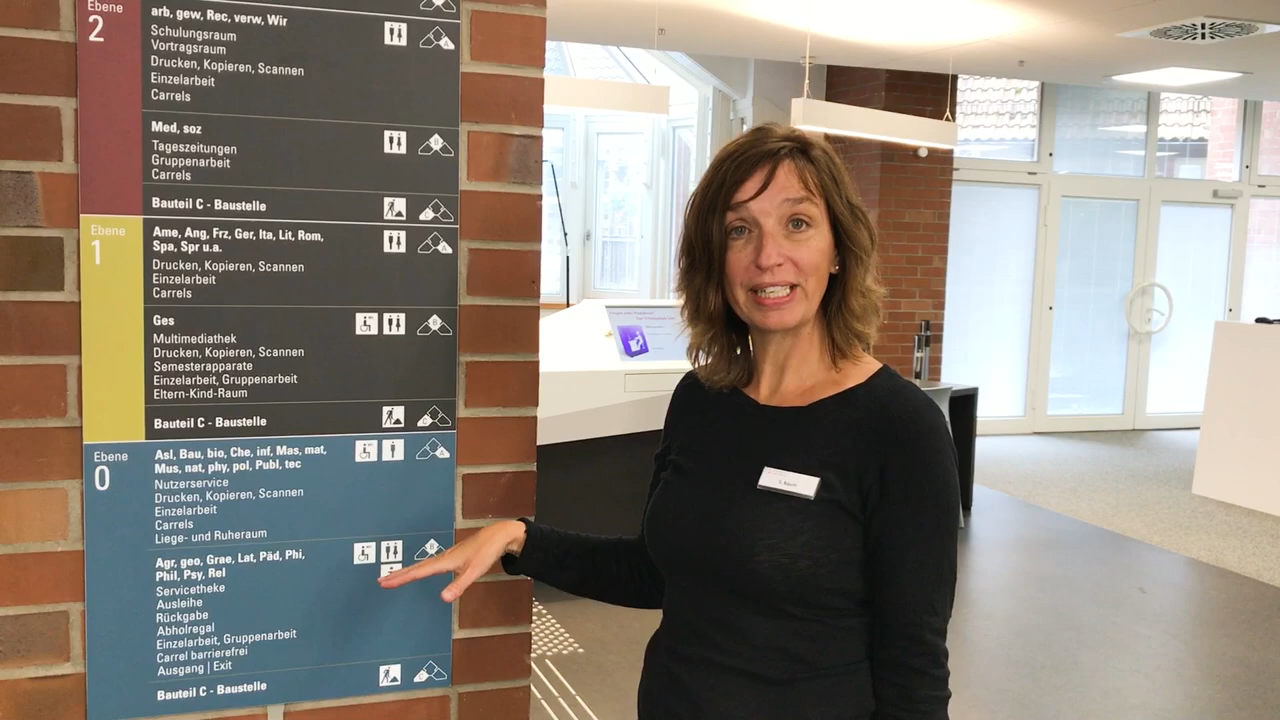 Ebene
2
arb, gew, Rec, verw, Wir
Schulungsraum
Vortragsraum
Drucken, Kopieren, Scannen
Einzelarbeit
Carrels
Med, soz
Tageszeitungen
Gruppenarbeit
Carrels
Bauteil C - Baustelle
Ebene
1
Ame, Ang, Frz, Ger, Ita, Lit, Rom,
Spa, Spr u.a.
Drucken, Kopieren, Scannen
Einzelarbeit
Carrels
Ges
Multimediathek
Drucken, Kopieren, Scannen
Semesterapparate
Einzelarbeit, Gruppenarbeit
Eltern-Kind-Raum
Bauteil C - Baustelle
Ebene
0
Asl, Bau, bio, Che, inf, Mas, mat,
Mus, nat, phy, pol, Publ, tec
Nutzerservice
Drucken, Kopieren, Scannen
Einzelarbeit
Carrels
Liege- und Ruheraum
Agr, geo, Grae, Lat, Päd, Phi,
Phil, Psy, Rel
Servicetheke
Ausleihe
Rückgabe
Abholregal
Einzelarbeit, Gruppenarbeit
Carrel barrierefrei
Ausgang | Exit
Bauteil C - Baustelle